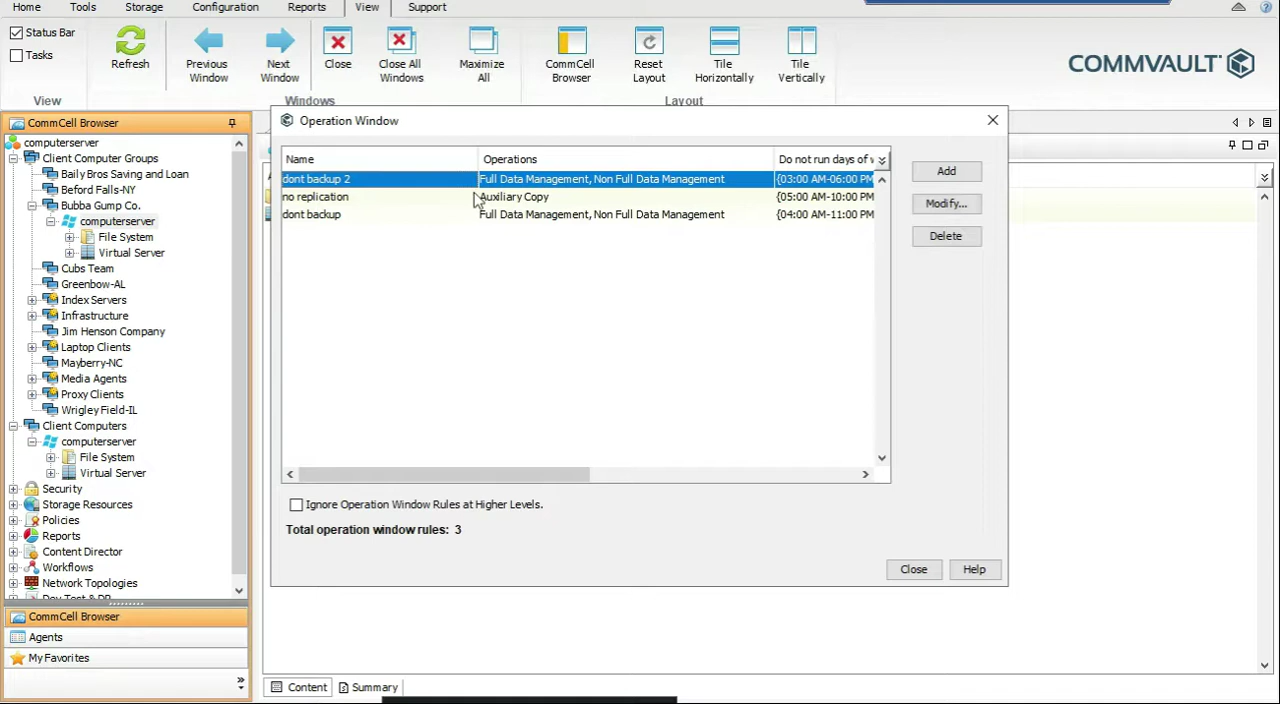 Home Tools Storage Configuration Reports View Support
Status Bar
Tasks
Refresh
Previous Window
Next Window
Close
Close All Windows
Maximize All
CommCell Browser
Reset Layout
Tile Horizontally
Tile Vertically
COMMVAULT
View Windows Layout
CommCell Browser
computerserver
Client Computer Groups
Baily Bros Saving and Loan
Beford Falls-NY
Bubba Gump Co.
computerserver
File System
Virtual Server
Cubs Team
Greenbow-AL
Index Servers
Infrastructure
Jim Henson Company
Laptop Clients
Mayberry-NC
Media Agents
Proxy Clients
Wrigley Field-IL
Client Computers
computerserver
File System
Virtual Server
Security
Storage Resources
Policies
Reports
Content Director
Workflows
Network Topologies
CommCell Browser
Agents
My Favorites
Operation Window
Name Operations Do not run days of
dont backup 2 Full Data Management, Non Full Data Management {03:00 AM-06:00 PM
no replication Auxiliary Copy {05:00 AM-10:00 PM
dont backup Full Data Management, Non Full Data Management {04:00 AM-11:00 PM
Add
Modify...
Delete
Ignore Operation Window Rules at Higher Levels.
Total operation window rules: 3
Close Help
Content Summary